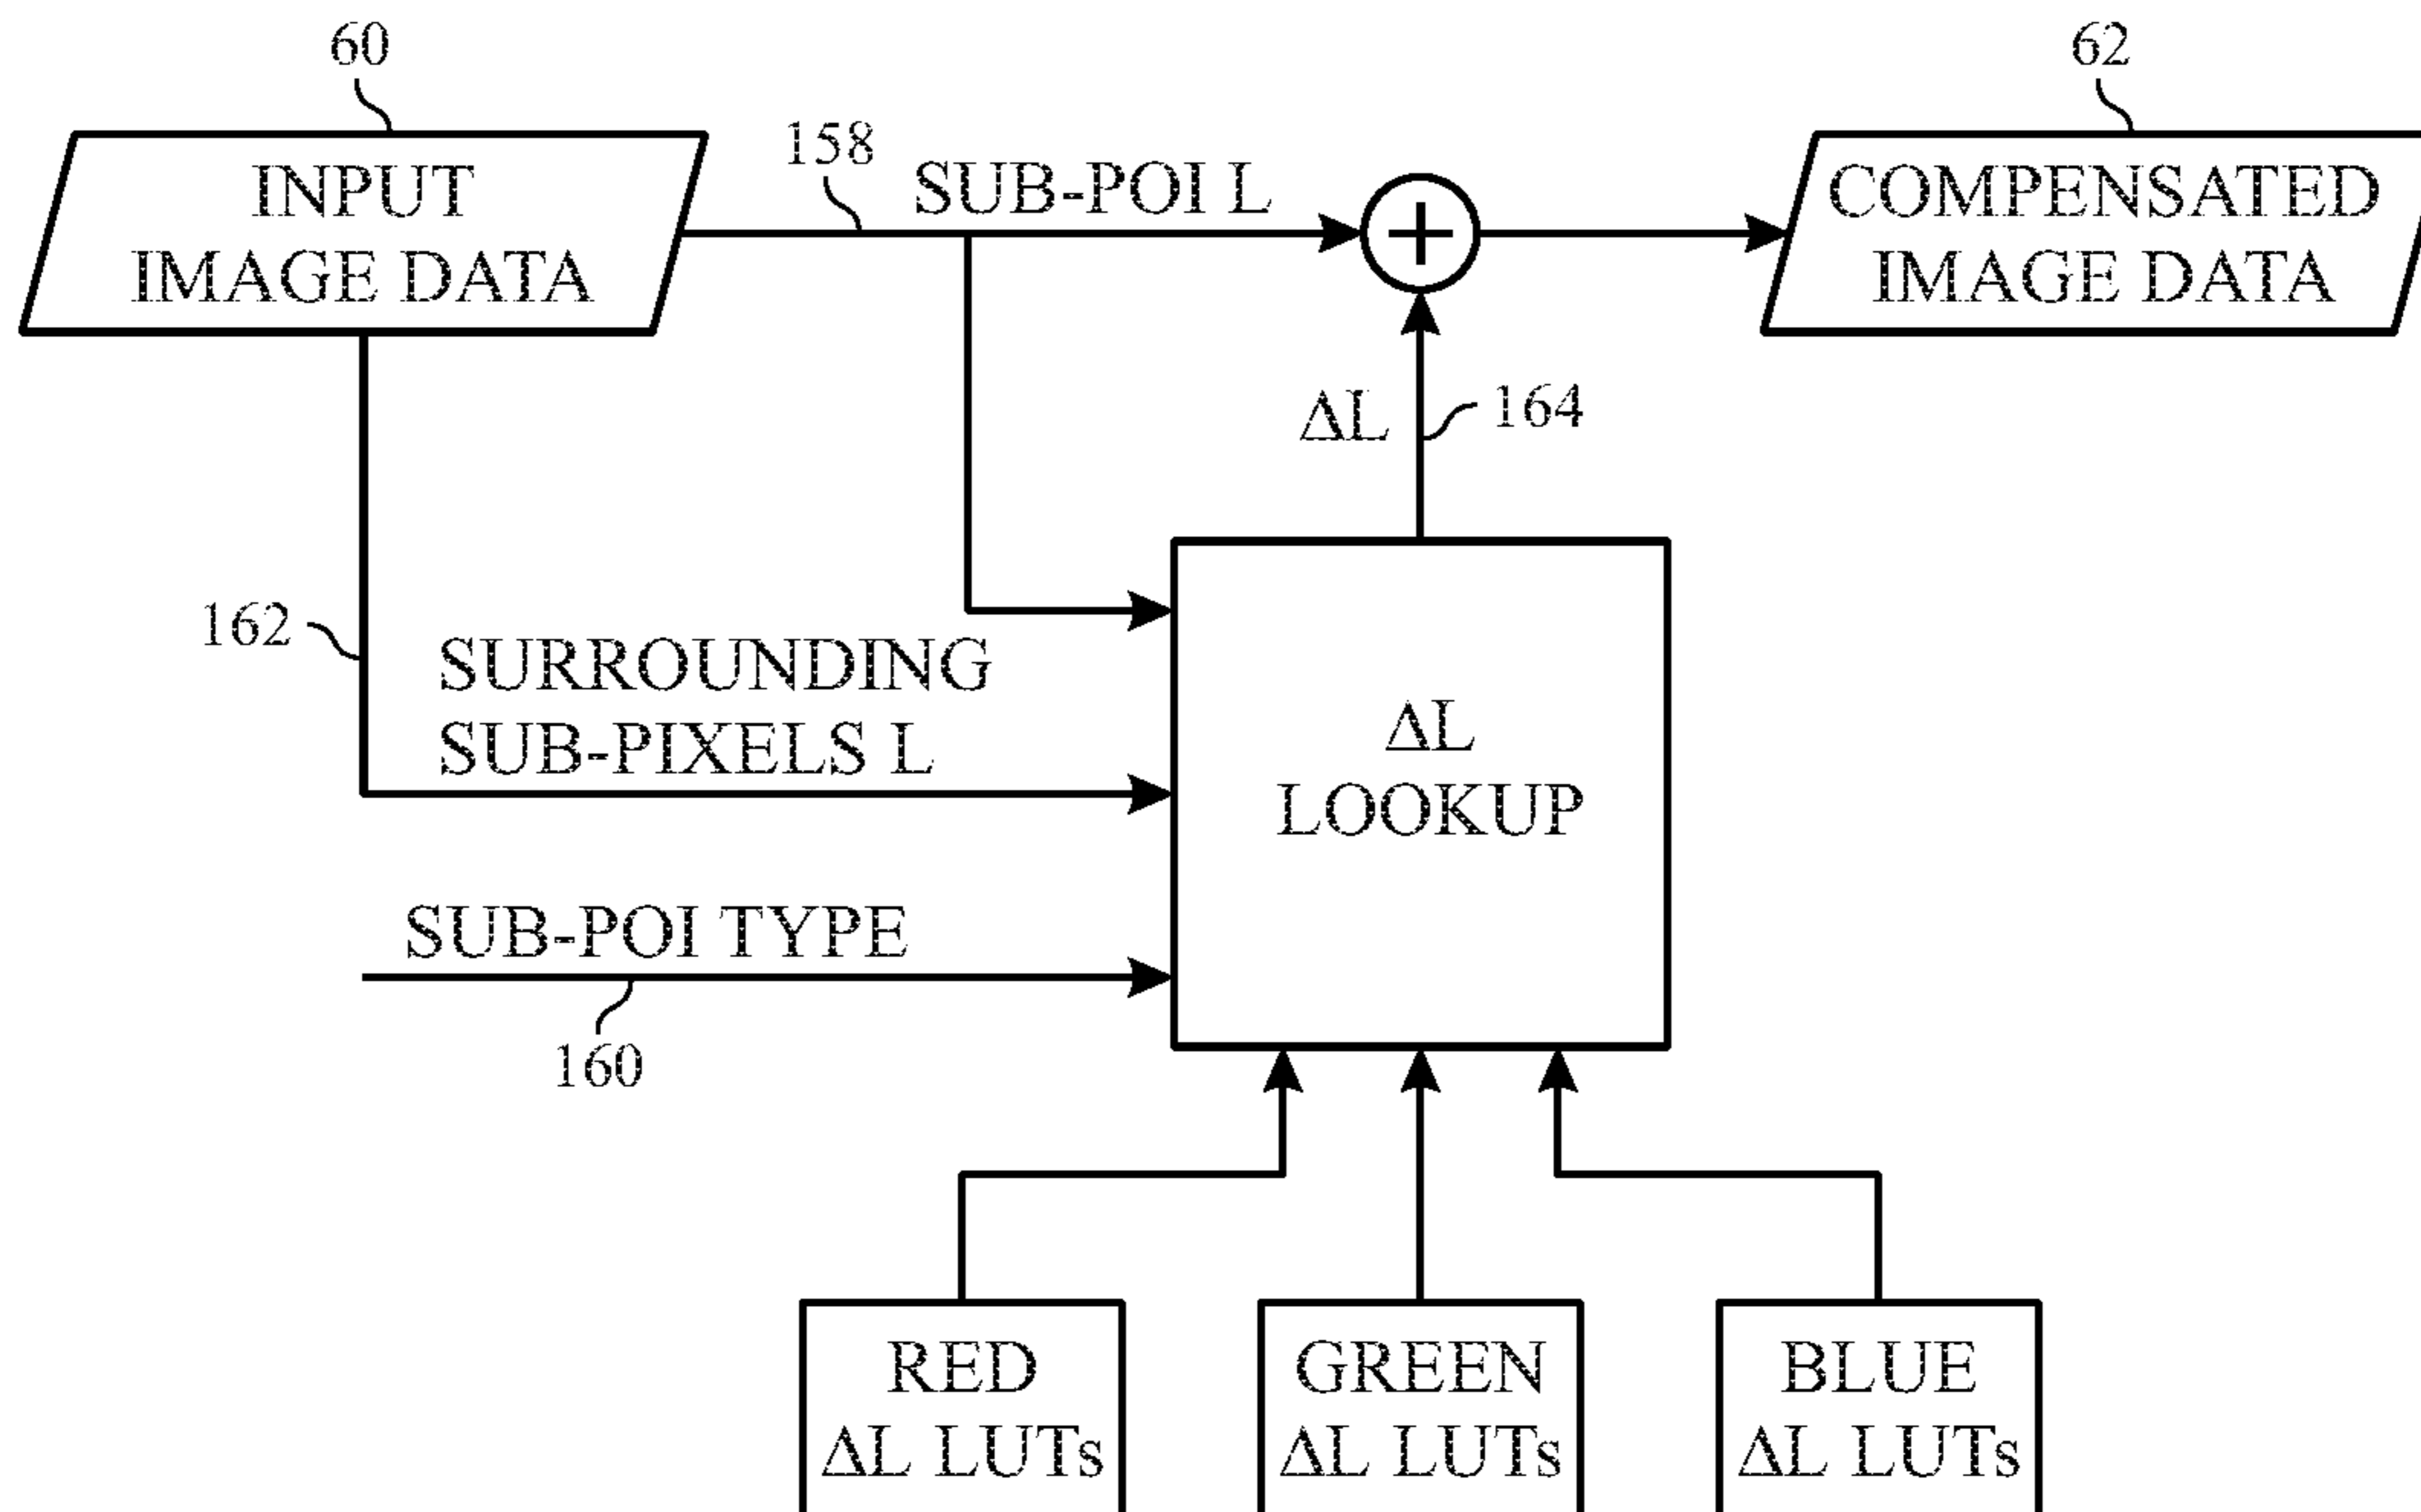 60
62
INPUT
IMAGE DATA
158
SUB-POI L
+
COMPENSATED
IMAGE DATA
ΔL
164
162
SURROUNDING
SUB-PIXELS L
ΔL
LOOKUP
SUB-POI TYPE
160
RED
ΔL LUTs
GREEN
ΔL LUTs
BLUE
ΔL LUTs